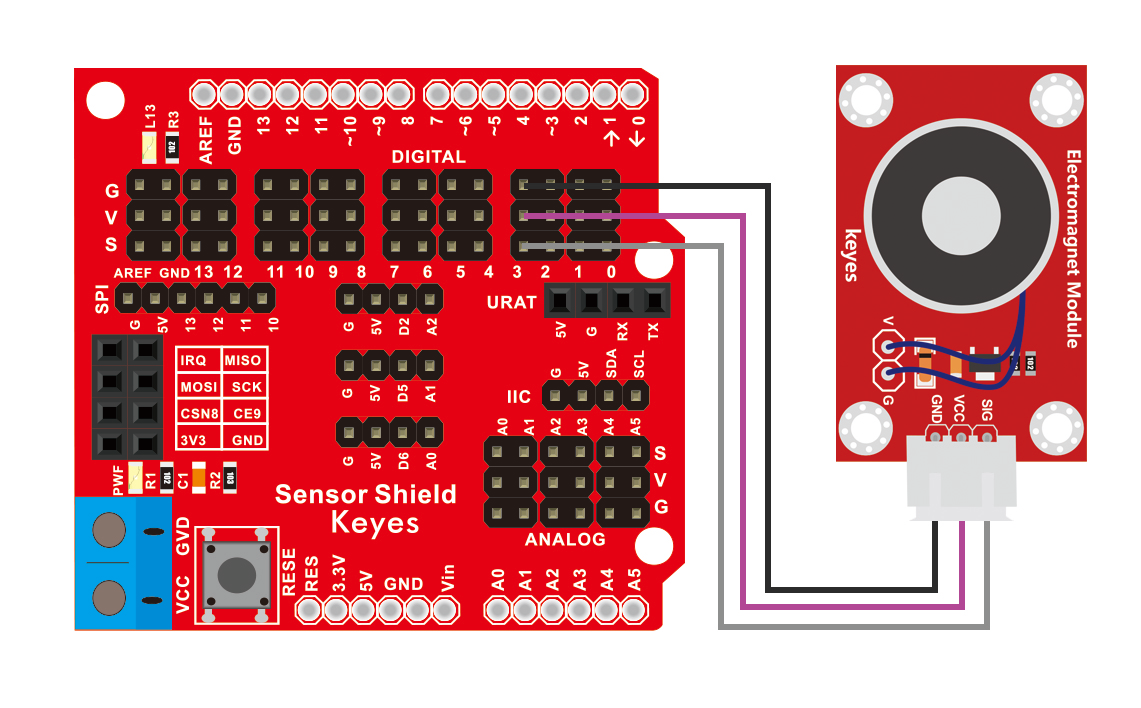 L13
R3
102
AREF
GND
13
12
11
~10
~9
8
7
~6
~5
4
~3
2
1
0
DIGITAL
G
V
S
AREF GND 13 12 11 10 9 8 7 6 5 4 3 2 1 0
SPI
G
5V
13
12
11
10
G
5V
D2
A2
URAT
5V
G
RX
TX
IRQ MISO
MOSI SCK
CSN8 CE9
3V3 GND
G
5V
D5
A1
IIC
G
5V
SDA
SCL
G
5V
D6
A0
A0
A1
A2
A3
A4
A5
S
V
G
ANALOG
PWF
R1
102
C1
R2
103
Sensor Shield
Keyes
GVD
VCC
RESE
RES
3.3V
5V
GND
Vin
A0
A1
A2
A3
A4
A5
Electromagnet Module
keyes
V
G
102
GND
VCC
SIG